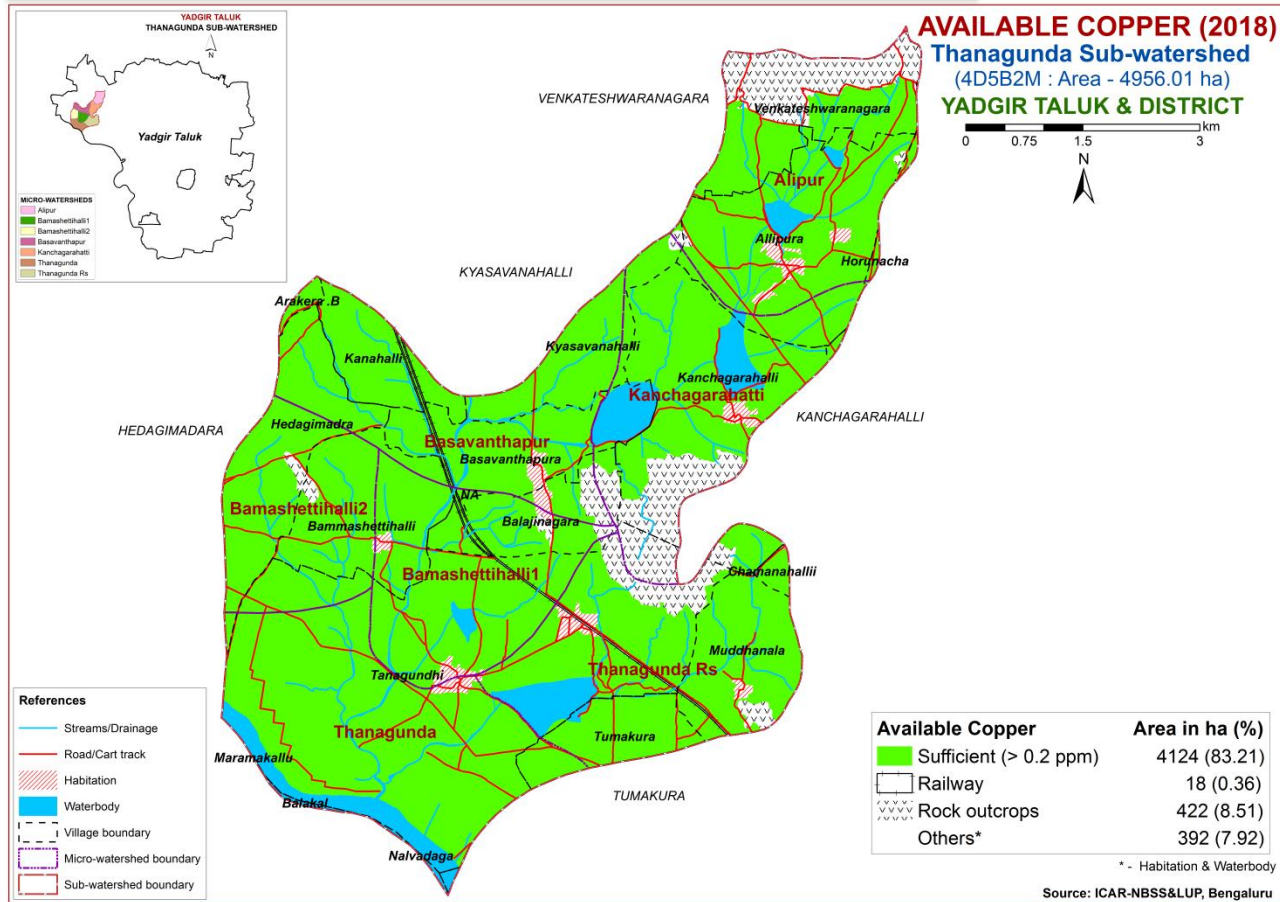 YADGIR TALUK
THANAGUNDA SUB-WATERSHED
N
Yadgir Taluk
MICRO-WATERSHEDS
Alipur
Bamashettihalli1
Bamashettihalli2
Basavanthapur
Kanchagarahatti
Thanagunda
Thanagunda Rs
AVAILABLE COPPER (2018)
Thanagunda Sub-watershed
(4D5B2M : Area - 4956.01 ha)
YADGIR TALUK & DISTRICT
km
0 0.75 1.5 3
N
VENKATESHWARANAGARA
Venkateshwaranagara
Alipur
Allipura
Horunacha
KYASAVANAHALLI
Arakera .B
Kanahalli
Kyasavanahalli
Kanchagarahalli
Kanchagarahatti
KANCHAGARAHALLI
HEDAGIMADARA
Hedagimadra
Basavanthapur
Basavanthapura
NA
Bamashettihalli2
Bammashettihalli
Balajinagara
Bamashettihalli1
Chamanahallii
Muddhanala
Tanagundhi
Thanagunda Rs
Thanagunda
Tumakura
Maramakallu
Balakal
TUMAKURA
Nalvadaga
References
Streams/Drainage
Road/Cart track
Habitation
Waterbody
Village boundary
Micro-watershed boundary
Sub-watershed boundary
Available Copper Area in ha (%)
Sufficient (> 0.2 ppm) 4124 (83.21)
Railway 18 (0.36)
Rock outcrops 422 (8.51)
Others* 392 (7.92)
* - Habitation & Waterbody
Source: ICAR-NBSS&LUP, Bengaluru